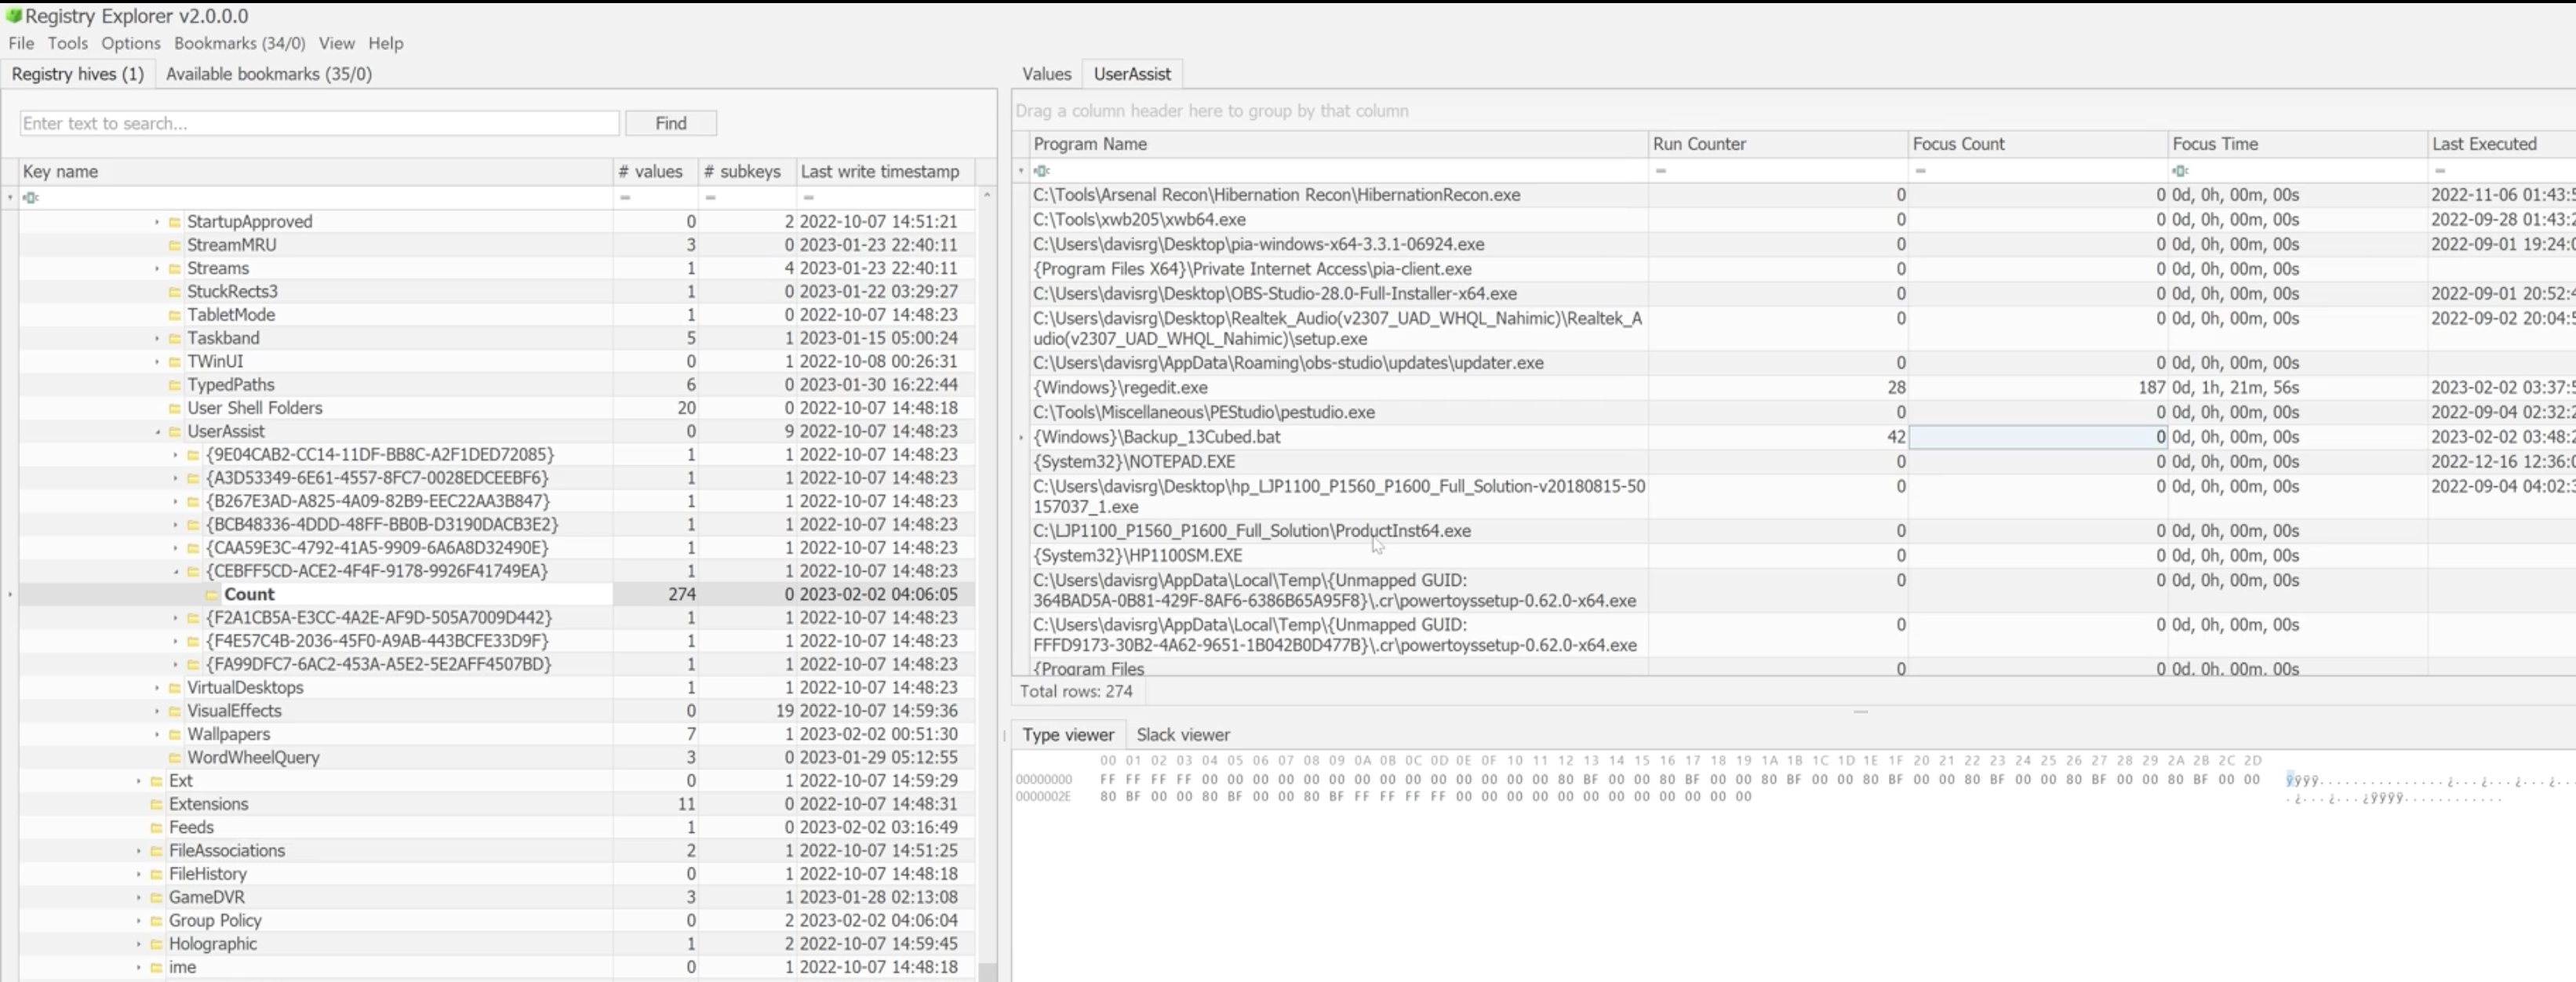 Registry Explorer v2.0.0.0
File Tools Options Bookmarks (34/0) View Help
Registry hives (1) Available bookmarks (35/0)
Enter text to search... Find
Key name # values # subkeys Last write timestamp
= = =
StartupApproved 0 2 2022-10-07 14:51:21
StreamMRU 3 0 2023-01-23 22:40:11
Streams 1 4 2023-01-23 22:40:11
StuckRects3 1 0 2023-01-22 03:29:27
TabletMode 1 0 2022-10-07 14:48:23
Taskband 5 1 2023-01-15 05:00:24
TWinUI 0 1 2022-10-08 00:26:31
TypedPaths 6 0 2023-01-30 16:22:44
User Shell Folders 20 0 2022-10-07 14:48:18
UserAssist 0 9 2022-10-07 14:48:23
{9E04CAB2-CC14-11DF-BB8C-A2F1DED72085} 1 1 2022-10-07 14:48:23
{A3D53349-6E61-4557-8FC7-0028EDCEEBF6} 1 1 2022-10-07 14:48:23
{B267E3AD-A825-4A09-82B9-EEC22AA3B847} 1 1 2022-10-07 14:48:23
{BCB48336-4DDD-48FF-BB0B-D3190DACB3E2} 1 1 2022-10-07 14:48:23
{CAA59E3C-4792-41A5-9909-6A6A8D32490E} 1 1 2022-10-07 14:48:23
{CEBFF5CD-ACE2-4F4F-9178-9926F41749EA} 1 1 2022-10-07 14:48:23
Count 274 0 2023-02-02 04:06:05
{F2A1CB5A-E3CC-4A2E-AF9D-505A7009D442} 1 1 2022-10-07 14:48:23
{F4E57C4B-2036-45F0-A9AB-443BCFE33D9F} 1 1 2022-10-07 14:48:23
{FA99DFC7-6AC2-453A-A5E2-5E2AFF4507BD} 1 1 2022-10-07 14:48:23
VirtualDesktops 1 1 2022-10-07 14:48:23
VisualEffects 0 19 2022-10-07 14:59:36
Wallpapers 7 1 2023-02-02 00:51:30
WordWheelQuery 3 0 2023-01-29 05:12:55
Ext 0 1 2022-10-07 14:59:29
Extensions 11 0 2022-10-07 14:48:31
Feeds 1 0 2023-02-02 03:16:49
FileAssociations 2 1 2022-10-07 14:51:25
FileHistory 0 1 2022-10-07 14:48:18
GameDVR 3 1 2023-01-28 02:13:08
Group Policy 0 2 2023-02-02 04:06:04
Holographic 1 2 2022-10-07 14:59:45
ime 0 1 2022-10-07 14:48:18
Values UserAssist
Drag a column header here to group by that column
Program Name Run Counter Focus Count Focus Time Last Executed
= = =
C:\Tools\Arsenal Recon\Hibernation Recon\HibernationRecon.exe 0 0 0d, 0h, 00m, 00s 2022-11-06 01:43:5
C:\Tools\xwb205\xwb64.exe 0 0 0d, 0h, 00m, 00s 2022-09-28 01:43:2
C:\Users\davisrg\Desktop\pia-windows-x64-3.3.1-06924.exe 0 0 0d, 0h, 00m, 00s 2022-09-01 19:24:0
{Program Files X64}\Private Internet Access\pia-client.exe 0 0 0d, 0h, 00m, 00s
C:\Users\davisrg\Desktop\OBS-Studio-28.0-Full-Installer-x64.exe 0 0 0d, 0h, 00m, 00s 2022-09-01 20:52:4
C:\Users\davisrg\Desktop\Realtek_Audio(v2307_UAD_WHQL_Nahimic)\Realtek_A 0 0 0d, 0h, 00m, 00s 2022-09-02 20:04:5
udio(v2307_UAD_WHQL_Nahimic)\setup.exe
C:\Users\davisrg\AppData\Roaming\obs-studio\updates\updater.exe 0 0 0d, 0h, 00m, 00s
{Windows}\regedit.exe 28 187 0d, 1h, 21m, 56s 2023-02-02 03:37:5
C:\Tools\Miscellaneous\PEStudio\pestudio.exe 0 0 0d, 0h, 00m, 00s 2022-09-04 02:32:2
{Windows}\Backup_13Cubed.bat 42 0 0d, 0h, 00m, 00s 2023-02-02 03:48:2
{System32}\NOTEPAD.EXE 0 0 0d, 0h, 00m, 00s 2022-12-16 12:36:0
C:\Users\davisrg\Desktop\hp_LJP1100_P1560_P1600_Full_Solution-v20180815-50 0 0 0d, 0h, 00m, 00s 2022-09-04 04:02:3
157037_1.exe
C:\LJP1100_P1560_P1600_Full_Solution\ProductInst64.exe 0 0 0d, 0h, 00m, 00s
{System32}\HP1100SM.EXE 0 0 0d, 0h, 00m, 00s
C:\Users\davisrg\AppData\Local\Temp\{Unmapped GUID: 0 0 0d, 0h, 00m, 00s
364BAD5A-0B81-429F-8AF6-6386B65A95F8}\.cr\powertoyssetup-0.62.0-x64.exe
C:\Users\davisrg\AppData\Local\Temp\{Unmapped GUID: 0 0 0d, 0h, 00m, 00s
FFFD9173-30B2-4A62-9651-1B042B0D477B}\.cr\powertoyssetup-0.62.0-x64.exe
{Program Files 0 0 0d, 0h, 00m, 00s
Total rows: 274
Type viewer Slack viewer
00 01 02 03 04 05 06 07 08 09 0A 0B 0C 0D 0E 0F 10 11 12 13 14 15 16 17 18 19 1A 1B 1C 1D 1E 1F 20 21 22 23 24 25 26 27 28 29 2A 2B 2C 2D
00000000 FF FF FF FF 00 00 00 00 00 00 00 00 00 00 00 00 00 00 80 BF 00 00 80 BF 00 00 80 BF 00 00 80 BF 00 00 80 BF 00 00 80 BF 00 00 80 BF 00 00 ÿÿÿÿ..............¿...¿...¿...¿...
0000002E 80 BF 00 00 80 BF 00 00 80 BF FF FF FF FF 00 00 00 00 00 00 00 00 00 00 00 00 .¿...¿...¿ÿÿÿÿ............